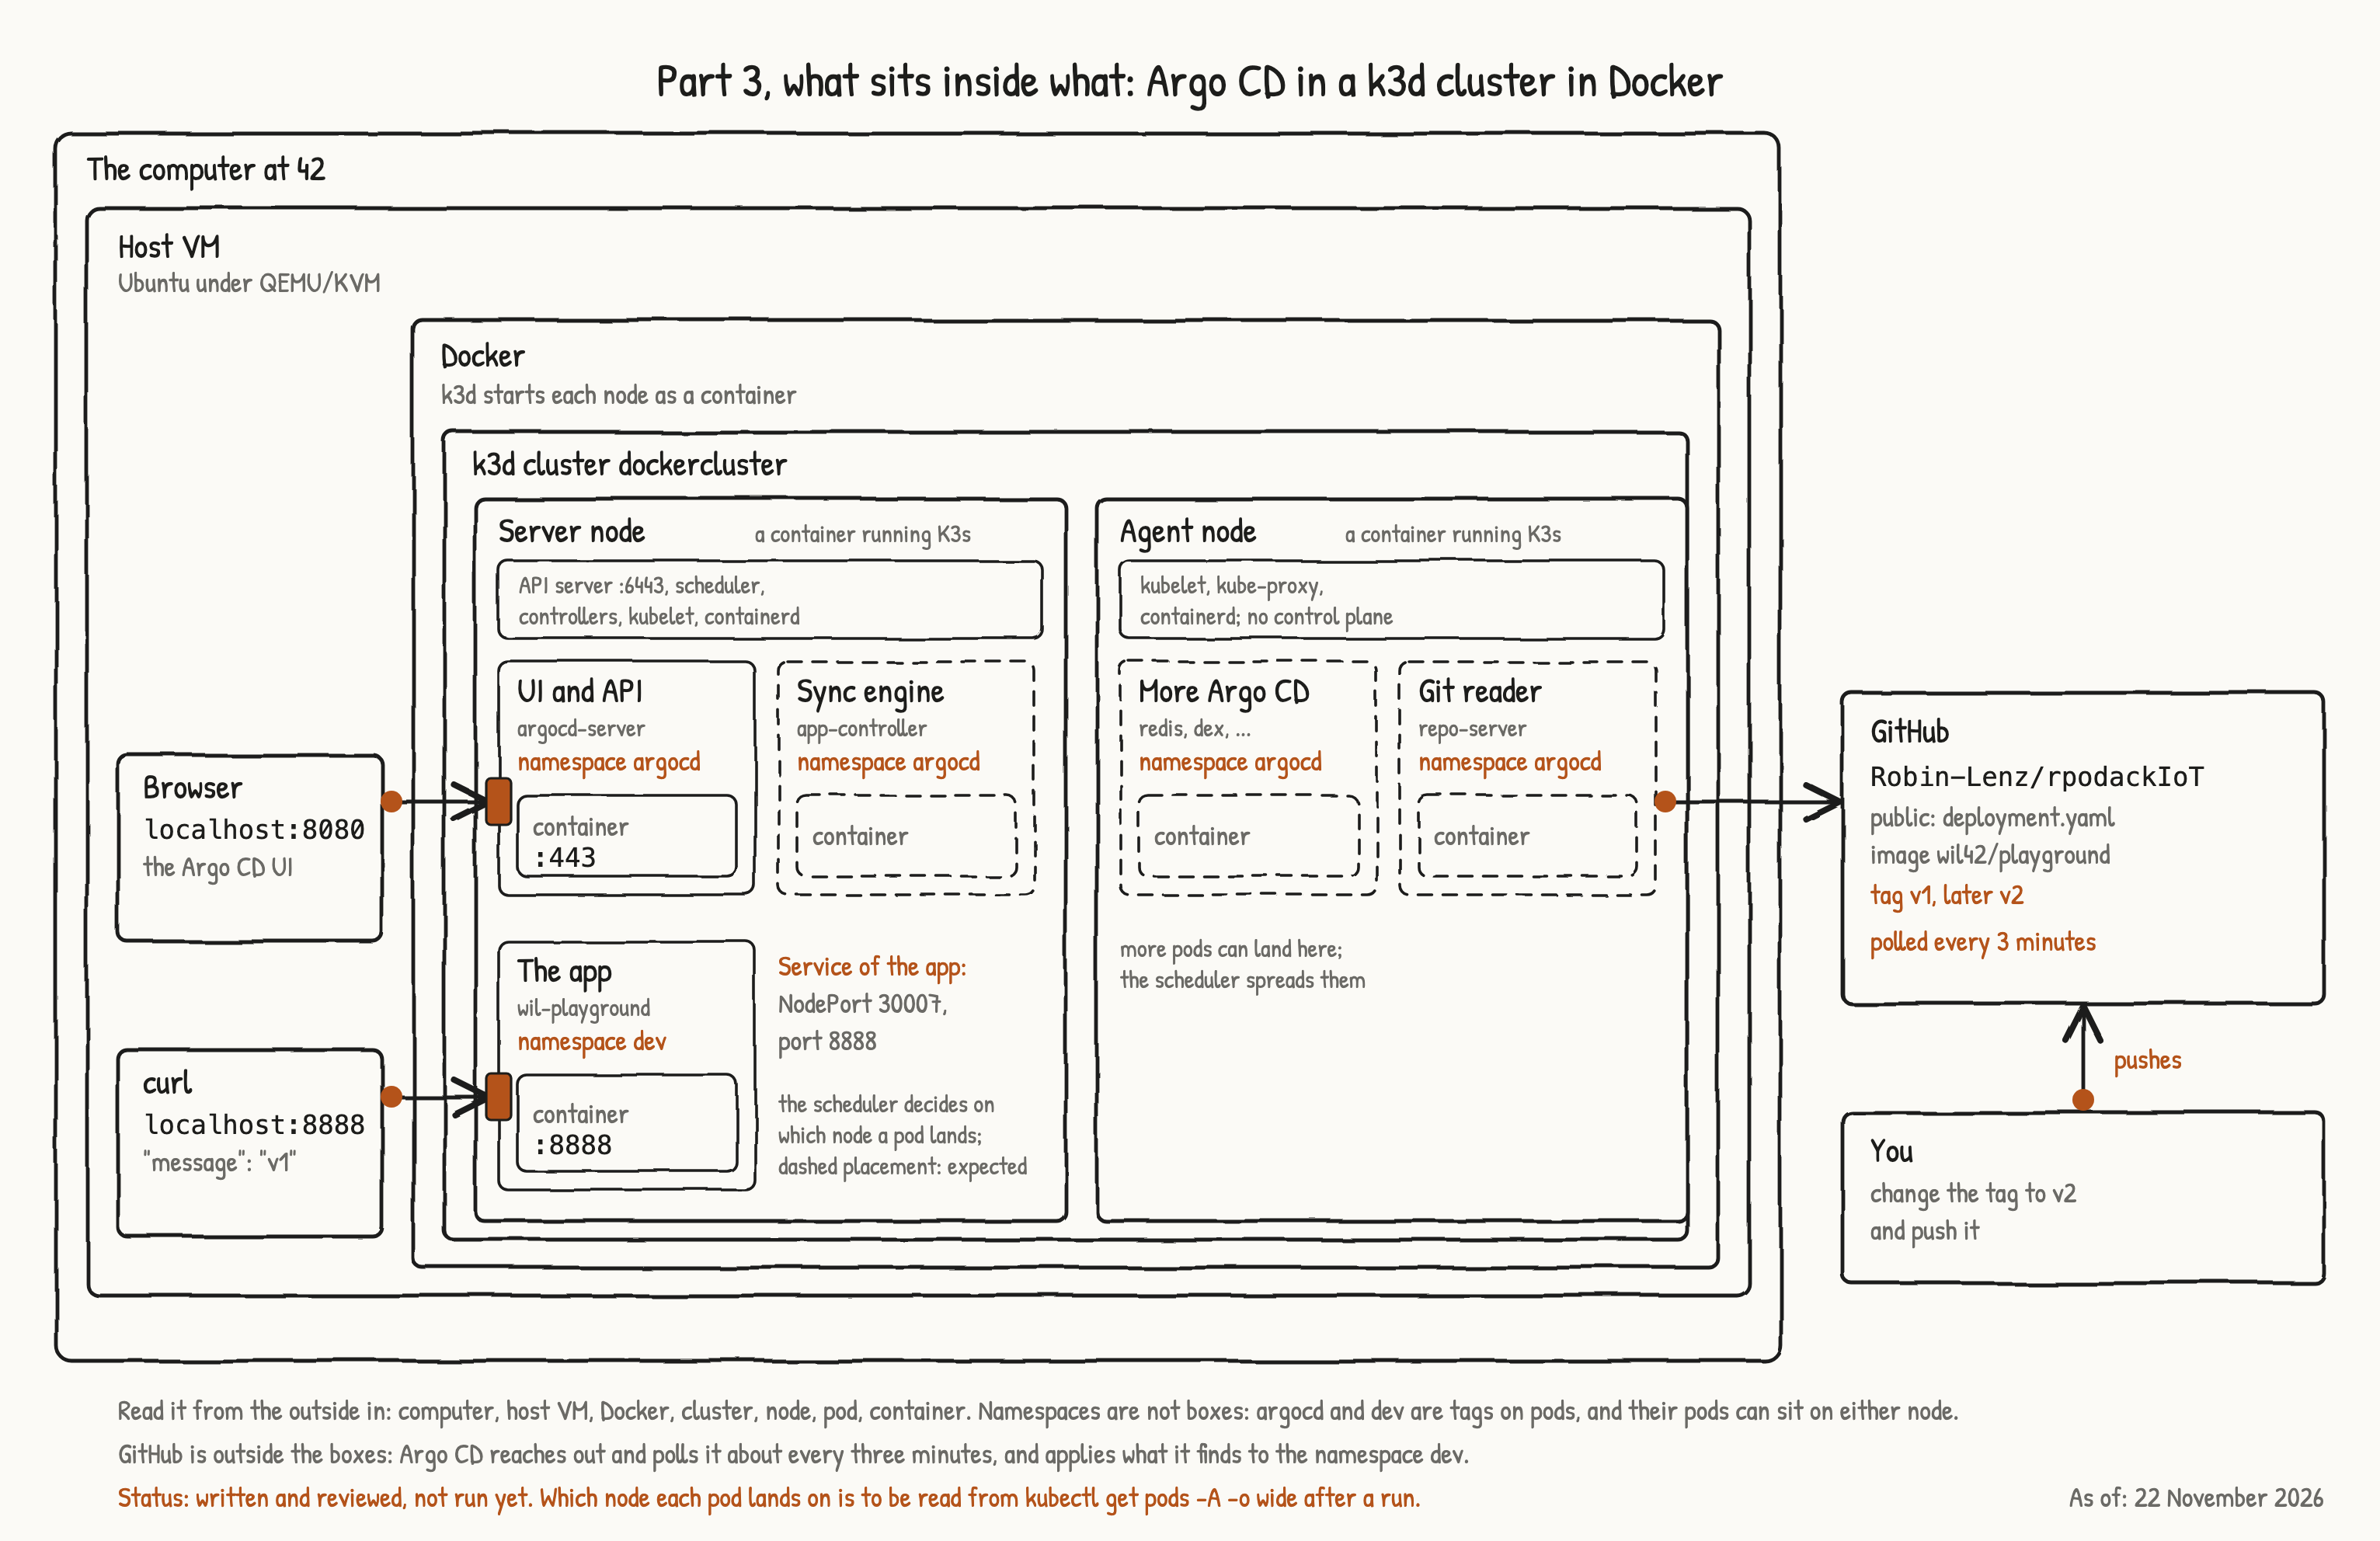 Part 3, what sits inside what: Argo CD in a k3d cluster in Docker
The computer at 42
Host VM
Ubuntu under QEMU/KVM
Docker
k3d starts each node as a container
k3d cluster dockercluster
Server node
a container running K3s
API server :6443, scheduler,
controllers, kubelet, containerd
UI and API
argocd-server
namespace argocd
container
:443
Sync engine
app-controller
namespace argocd
container
The app
wil-playground
namespace dev
container
:8888
Service of the app:
NodePort 30007,
port 8888
the scheduler decides on
which node a pod lands;
dashed placement: expected
Agent node
a container running K3s
kubelet, kube-proxy,
containerd; no control plane
More Argo CD
redis, dex, ...
namespace argocd
container
Git reader
repo-server
namespace argocd
container
more pods can land here;
the scheduler spreads them
Browser
localhost:8080
the Argo CD UI
curl
localhost:8888
"message": "v1"
GitHub
Robin-Lenz/rpodackIoT
public: deployment.yaml
image wil42/playground
tag v1, later v2
polled every 3 minutes
pushes
You
change the tag to v2
and push it
Read it from the outside in: computer, host VM, Docker, cluster, node, pod, container. Namespaces are not boxes: argocd and dev are tags on pods, and their pods can sit on either node.
GitHub is outside the boxes: Argo CD reaches out and polls it about every three minutes, and applies what it finds to the namespace dev.
Status: written and reviewed, not run yet. Which node each pod lands on is to be read from kubectl get pods -A -o wide after a run.
As of: 22 November 2026